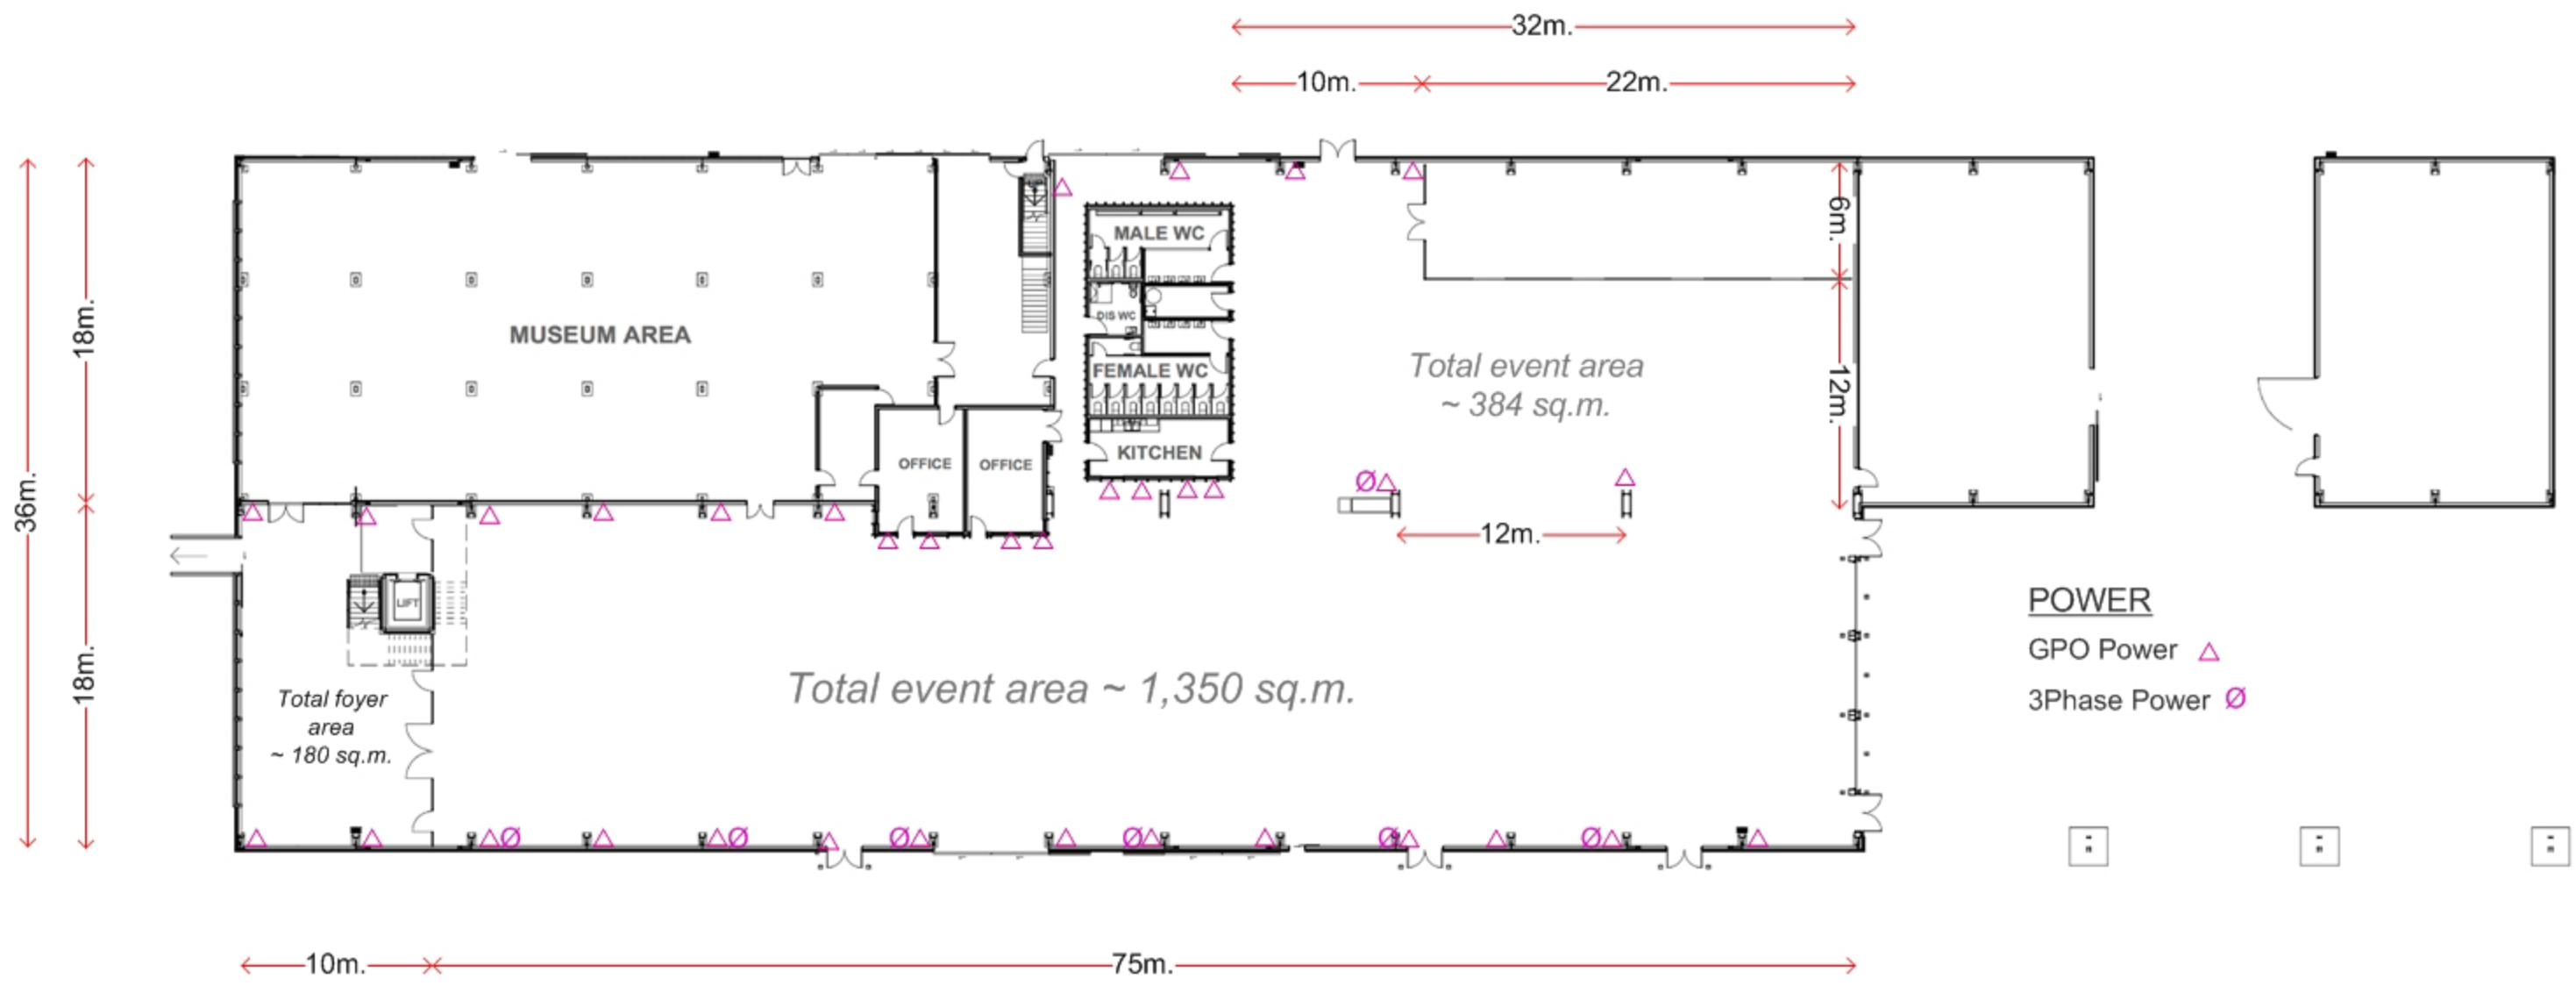 32m.
10m.
22m.
36m.
18m.
18m.
6m.
12m.
MALE WC
DIS WC
FEMALE WC
KITCHEN
MUSEUM AREA
OFFICE
OFFICE
Total event area
~ 384 sq.m.
12m.
LIFT
Total foyer
area
~ 180 sq.m.
Total event area ~ 1,350 sq.m.
POWER
GPO Power
3Phase Power
10m.
75m.